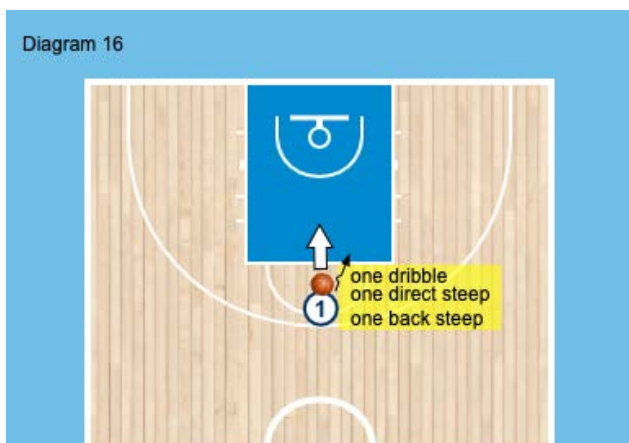 Diagram 16
one dribble
one direct steep
1
one back steep